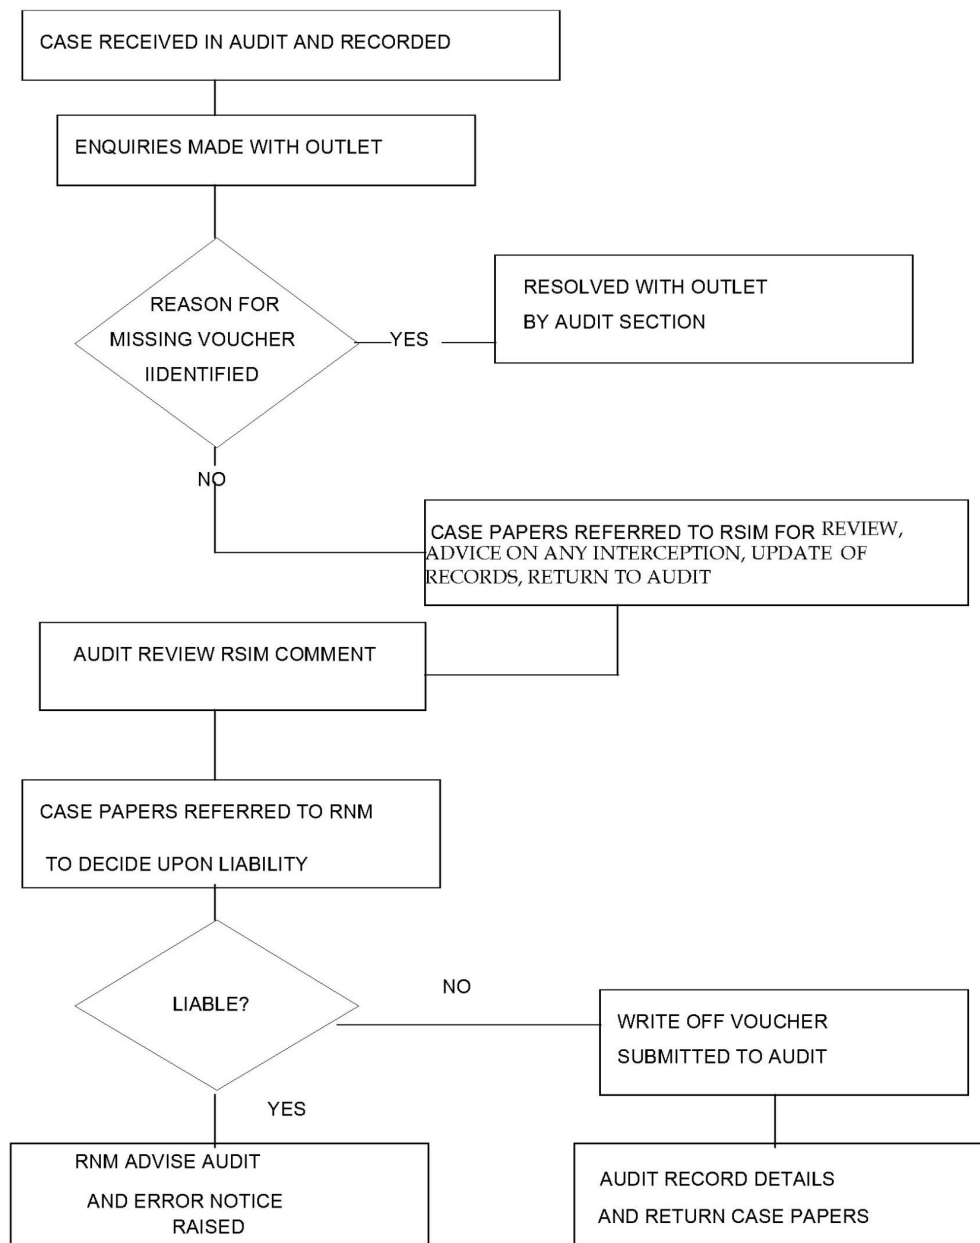 CASE RECEIVED IN AUDIT AND RECORDED
ENQUIRIES MADE WITH OUTLET
REASON FOR
MISSING VOUCHER
IIDENTIFIED
YES
RESOLVED WITH OUTLET
BY AUDIT SECTION
NO
CASE PAPERS REFERRED TO RSIM FOR REVIEW,
ADVICE ON ANY INTERCEPTION, UPDATE OF
RECORDS, RETURN TO AUDIT
AUDIT REVIEW RSIM COMMENT
CASE PAPERS REFERRED TO RNM
TO DECIDE UPON LIABILITY
LIABLE?
NO
WRITE OFF VOUCHER
SUBMITTED TO AUDIT
YES
RNM ADVISE AUDIT
AND ERROR NOTICE
RAISED
AUDIT RECORD DETAILS
AND RETURN CASE PAPERS